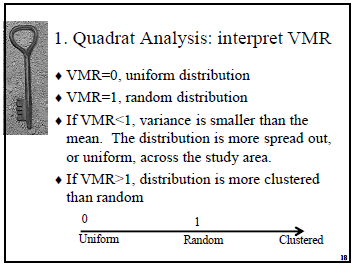 1. Quadrat Analysis: interpret VMR
♦ VMR=0, uniform distribution
♦ VMR=1, random distribution
♦ If VMR<1, variance is smaller than the
mean. The distribution is more spread out,
or uniform, across the study area.
♦ If VMR>1, distribution is more clustered
than random
0 1
Uniform Random Clustered
18